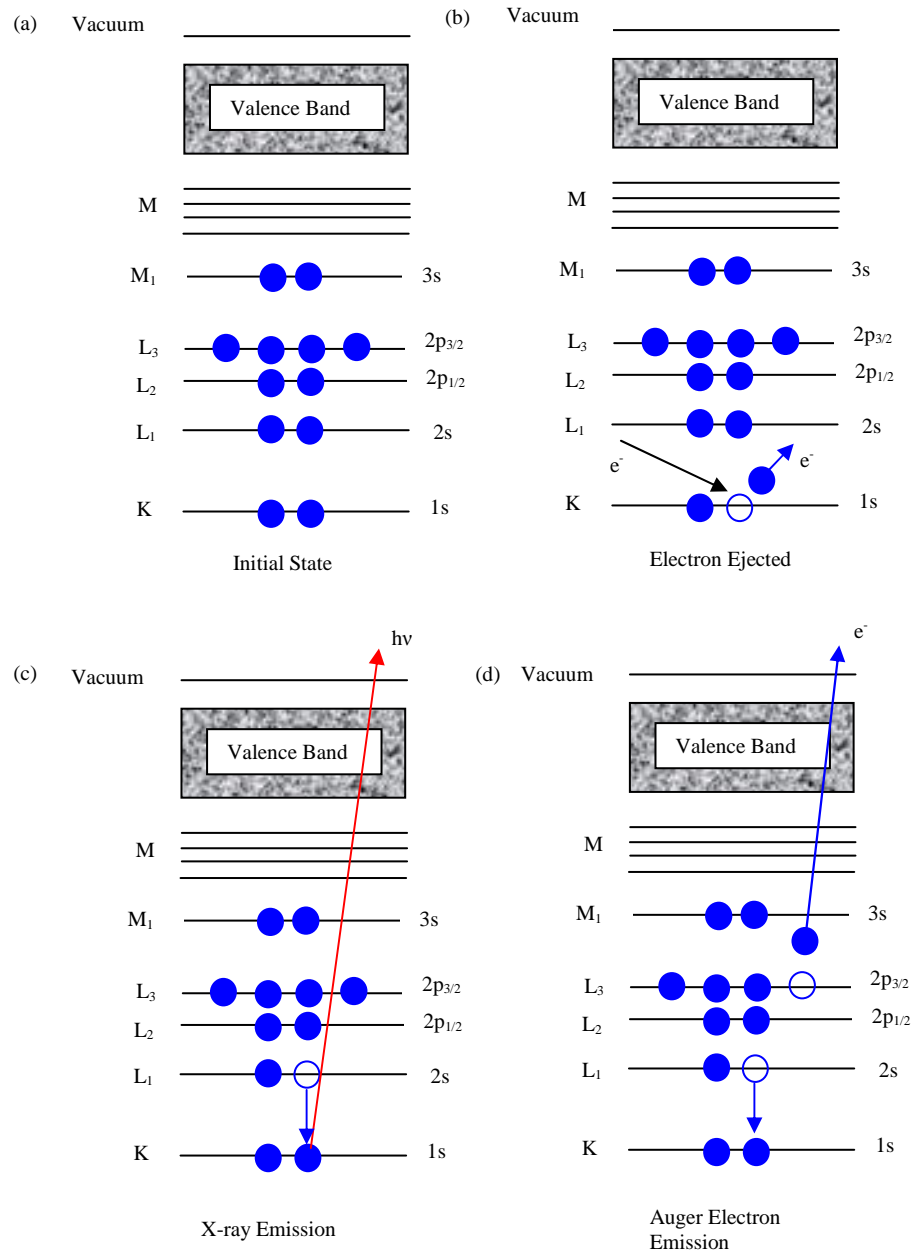 (a) Vacuum
Valence Band
M
M₁ 3s
L₃ 2p₃/₂
L₂ 2p₁/₂
L₁ 2s
K 1s
Initial State
(b) Vacuum
Valence Band
M
M₁ 3s
L₃ 2p₃/₂
L₂ 2p₁/₂
L₁ 2s
e⁻ e⁻
K 1s
Electron Ejected
hν
(c) Vacuum
Valence Band
M
M₁ 3s
L₃ 2p₃/₂
L₂ 2p₁/₂
L₁ 2s
K 1s
X-ray Emission
e⁻
(d) Vacuum
Valence Band
M
M₁ 3s
L₃ 2p₃/₂
L₂ 2p₁/₂
L₁ 2s
K 1s
Auger Electron
Emission